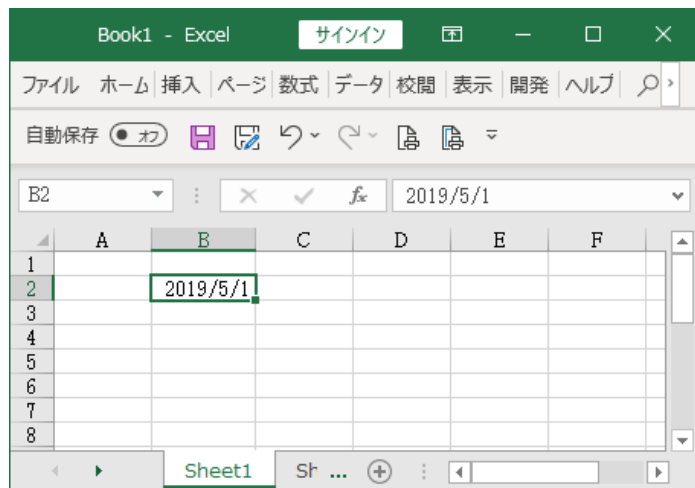 Book1 - Excel サインイン
ファイル ホーム 挿入 ページ 数式 データ 校閲 表示 開発 ヘルプ
自動保存 オフ
B2 fx 2019/5/1
A B C D E F
1
2 2019/5/1
3
4
5
6
7
8
Sheet1 Sh ...